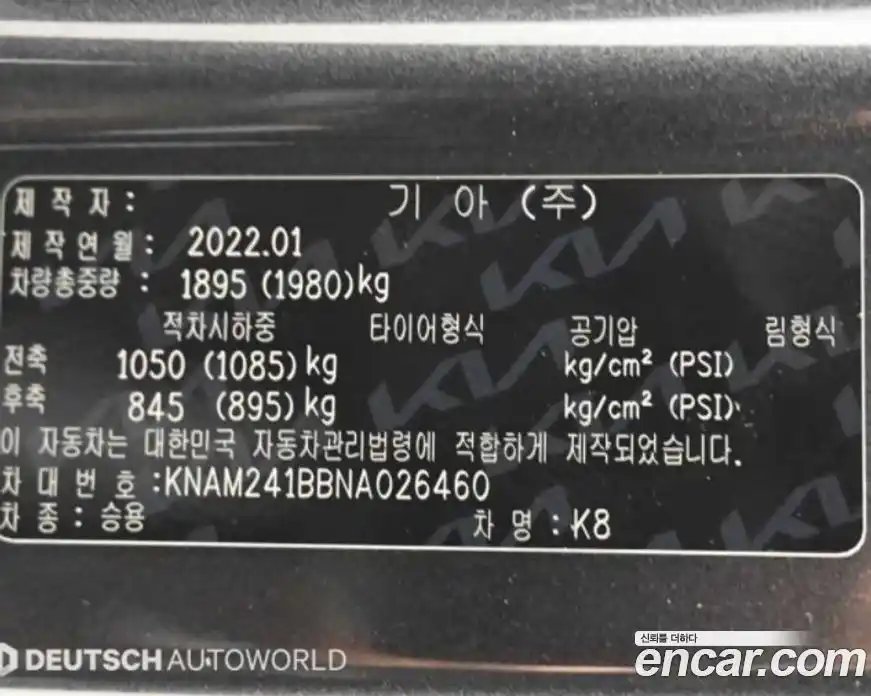 제 작 자 : 기 아 (주)
제 작 연 월 : 2022.01
차량총중량 : 1895 (1980)kg
적차시하중 타이어형식 공기압 림형식
전축 1050 (1085)kg kg/cm² (PSI)
후축 845 (895)kg kg/cm² (PSI)
이 자동차는 대한민국 자동차관리법령에 적합하게 제작되었습니다.
차 대 번 호 :KNAM241BBNA026460
차 종 : 승용 차 명 : K8
DEUTSCH AUTOWORLD
신뢰를 더하다
encar.com